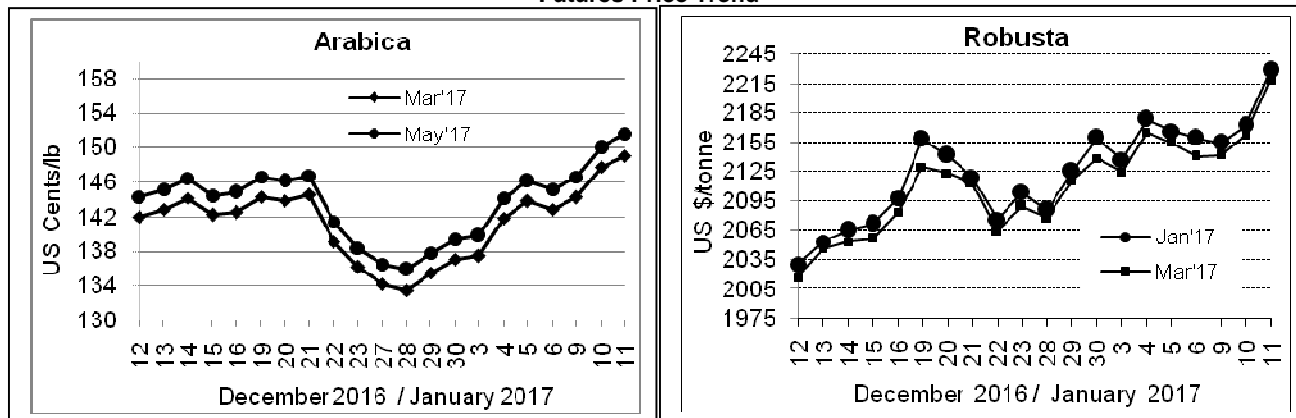 Arabica
158
154
150
146
142
138
134
130
US Cents/lb
Mar'17
May'17
12 13 14 15 16 19 20 21 22 23 27 28 29 30 3 4 5 6 9 10 11
December 2016 / January 2017
Robusta
2245
2215
2185
2155
2125
2095
2065
2035
2005
1975
US $/tonne
Jan'17
Mar'17
12 13 14 15 16 19 20 21 22 23 28 29 30 3 4 5 6 9 10 11
December 2016 / January 2017